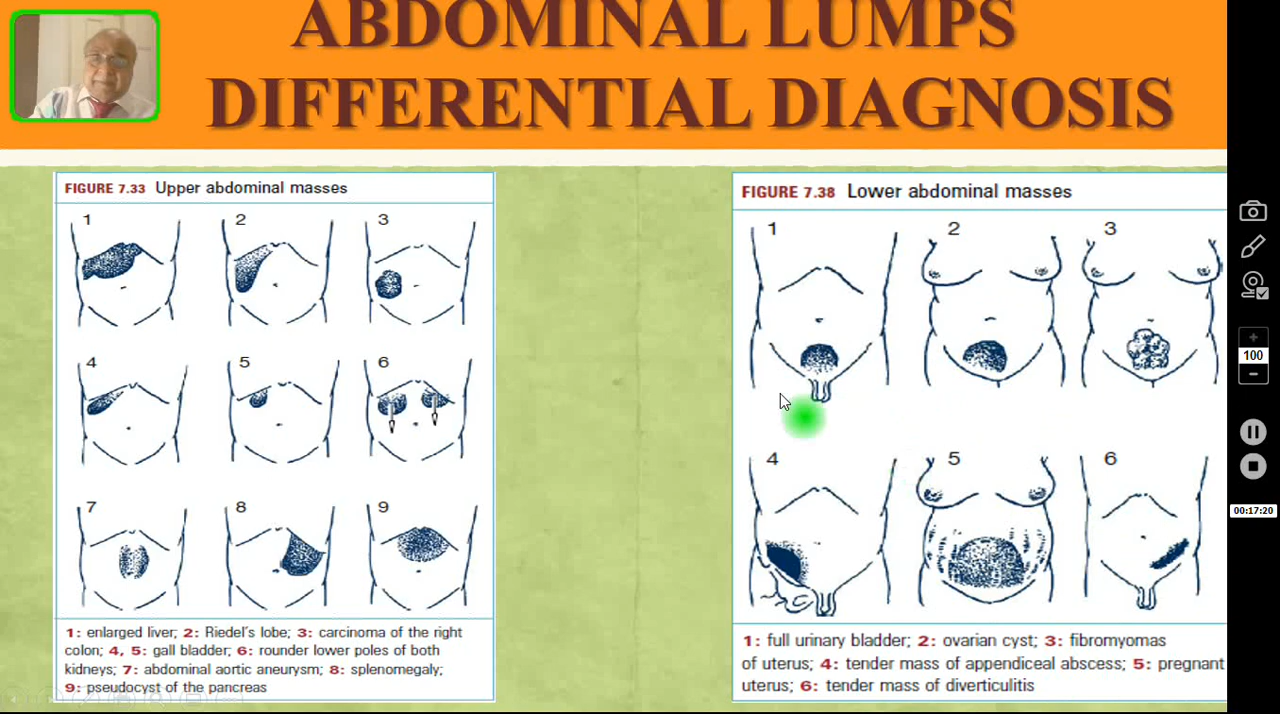 ABDOMINAL LUMPS
DIFFERENTIAL DIAGNOSIS
FIGURE 7.33 Upper abdominal masses
1 2 3
4 5 6
7 8 9
1: enlarged liver; 2: Riedel's lobe; 3: carcinoma of the right
colon; 4, 5: gall bladder; 6: rounder lower poles of both
kidneys; 7: abdominal aortic aneurysm; 8: splenomegaly;
9: pseudocyst of the pancreas
FIGURE 7.38 Lower abdominal masses
1 2 3
4 5 6
1: full urinary bladder; 2: ovarian cyst; 3: fibromyomas
of uterus; 4: tender mass of appendiceal abscess; 5: pregnant
uterus; 6: tender mass of diverticulitis
+
100
−
00:17:20